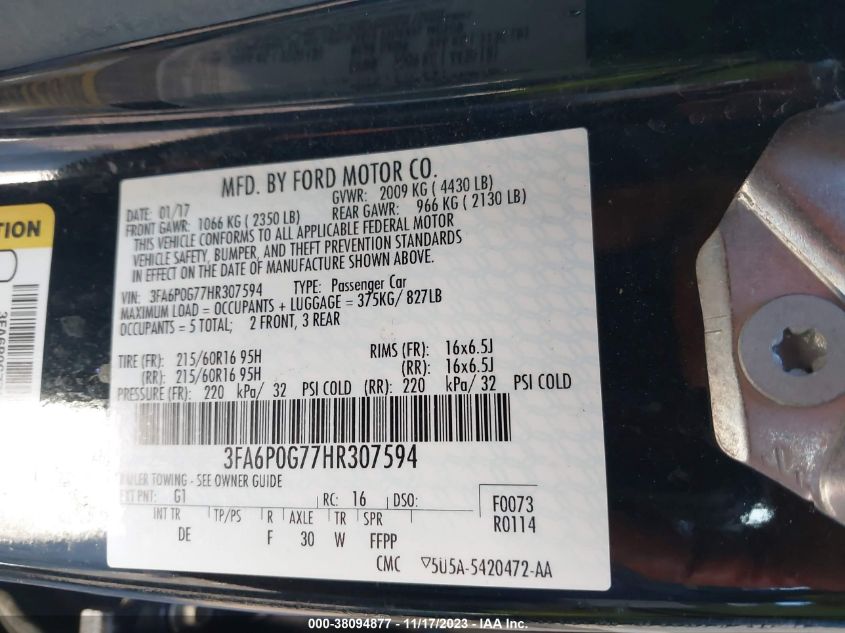 MFD. BY FORD MOTOR CO.
DATE: 01/17 GVWR: 2009 KG ( 4430 LB)
FRONT GAWR: 1066 KG ( 2350 LB) REAR GAWR: 966 KG ( 2130 LB)
THIS VEHICLE CONFORMS TO ALL APPLICABLE FEDERAL MOTOR
VEHICLE SAFETY, BUMPER, AND THEFT PREVENTION STANDARDS
IN EFFECT ON THE DATE OF MANUFACTURE SHOWN ABOVE.
VIN: 3FA6P0G77HR307594 TYPE: Passenger Car
MAXIMUM LOAD = OCCUPANTS + LUGGAGE = 375KG/ 827LB
OCCUPANTS = 5 TOTAL; 2 FRONT, 3 REAR
TIRE (FR): 215/60R16 95H RIMS (FR): 16x6.5J
(RR): 215/60R16 95H (RR): 16x6.5J
PRESSURE (FR): 220 kPa/ 32 PSI COLD (RR): 220 kPa/ 32 PSI COLD
3FA6P0G77HR307594
TOWING - SEE OWNER GUIDE
EXT PNT: G1 RC: 16 DSO: F0073
R0114
INT TR TP/PS R AXLE TR SPR
DE F 30 W FFPP
CMC ▽5U5A-5420472-AA
000-38094877 - 11/17/2023 - IAA Inc.